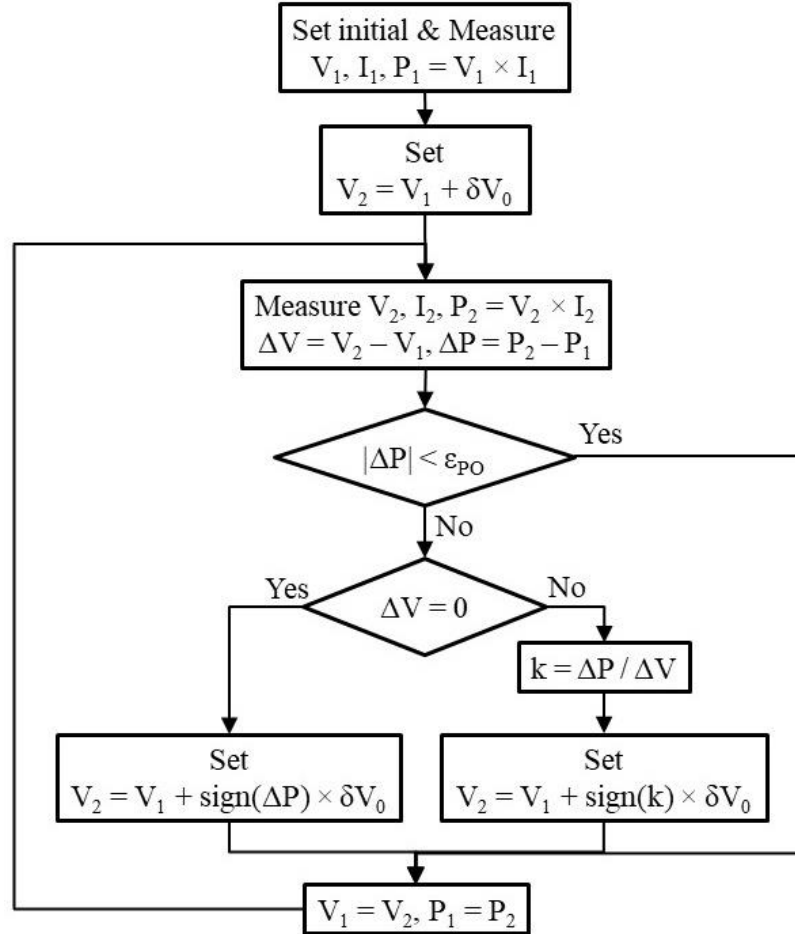 Set initial & Measure
V₁, I₁, P₁ = V₁ × I₁
Set
V₂ = V₁ + δV₀
Measure V₂, I₂, P₂ = V₂ × I₂
ΔV = V₂ – V₁, ΔP = P₂ – P₁
|ΔP| < εPO
Yes
No
Yes
ΔV = 0
No
k = ΔP / ΔV
Set
V₂ = V₁ + sign(ΔP) × δV₀
Set
V₂ = V₁ + sign(k) × δV₀
V₁ = V₂, P₁ = P₂